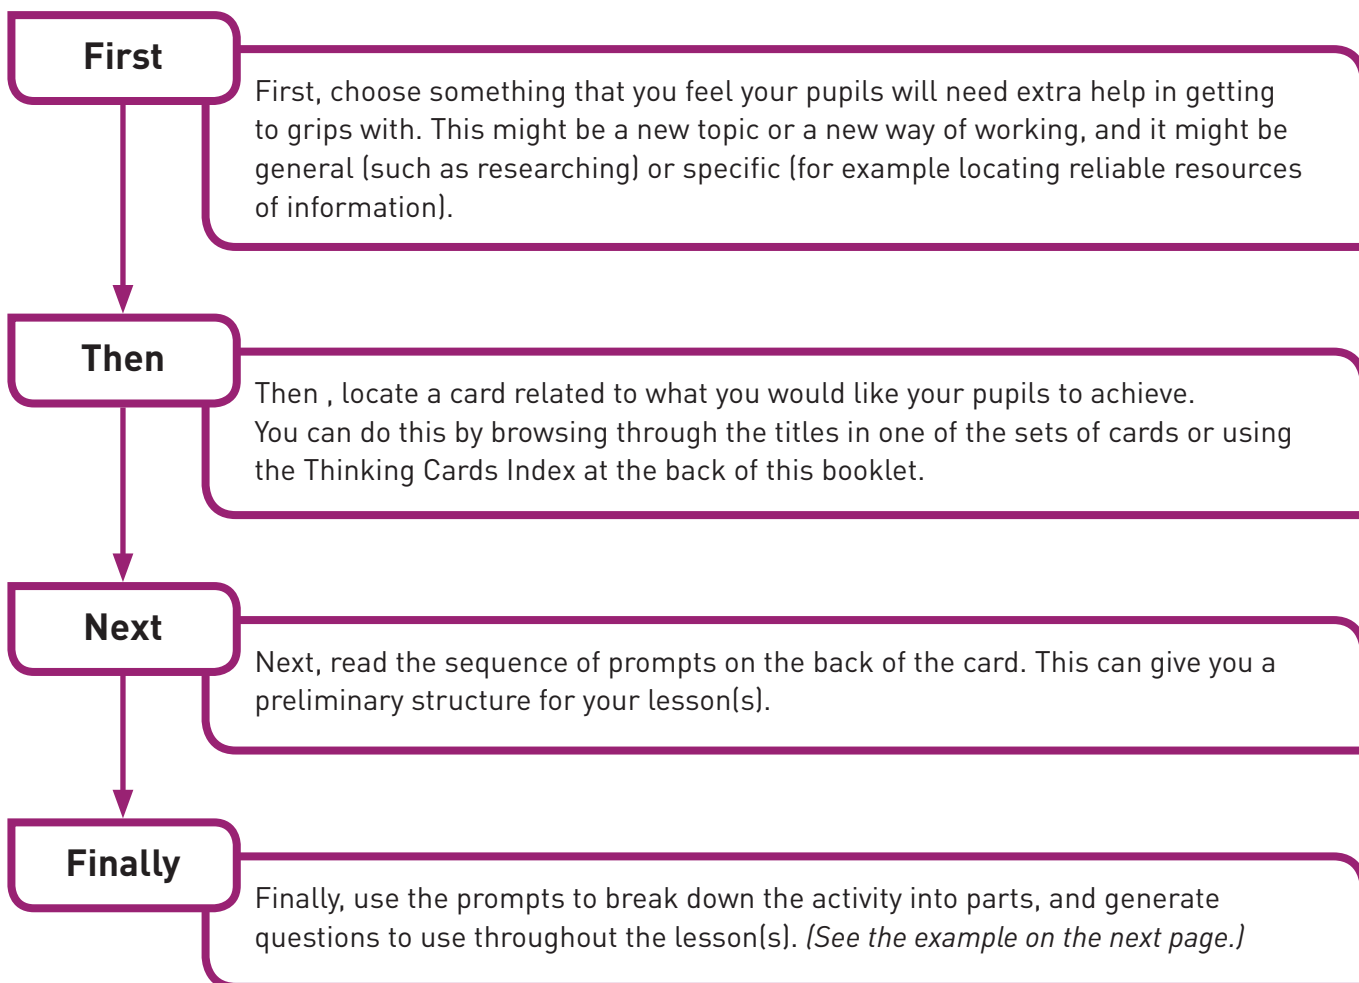 First
First, choose something that you feel your pupils will need extra help in getting
to grips with. This might be a new topic or a new way of working, and it might be
general (such as researching) or specific (for example locating reliable resources
of information).
Then
Then , locate a card related to what you would like your pupils to achieve.
You can do this by browsing through the titles in one of the sets of cards or using
the Thinking Cards Index at the back of this booklet.
Next
Next, read the sequence of prompts on the back of the card. This can give you a
preliminary structure for your lesson(s).
Finally
Finally, use the prompts to break down the activity into parts, and generate
questions to use throughout the lesson(s). (See the example on the next page.)